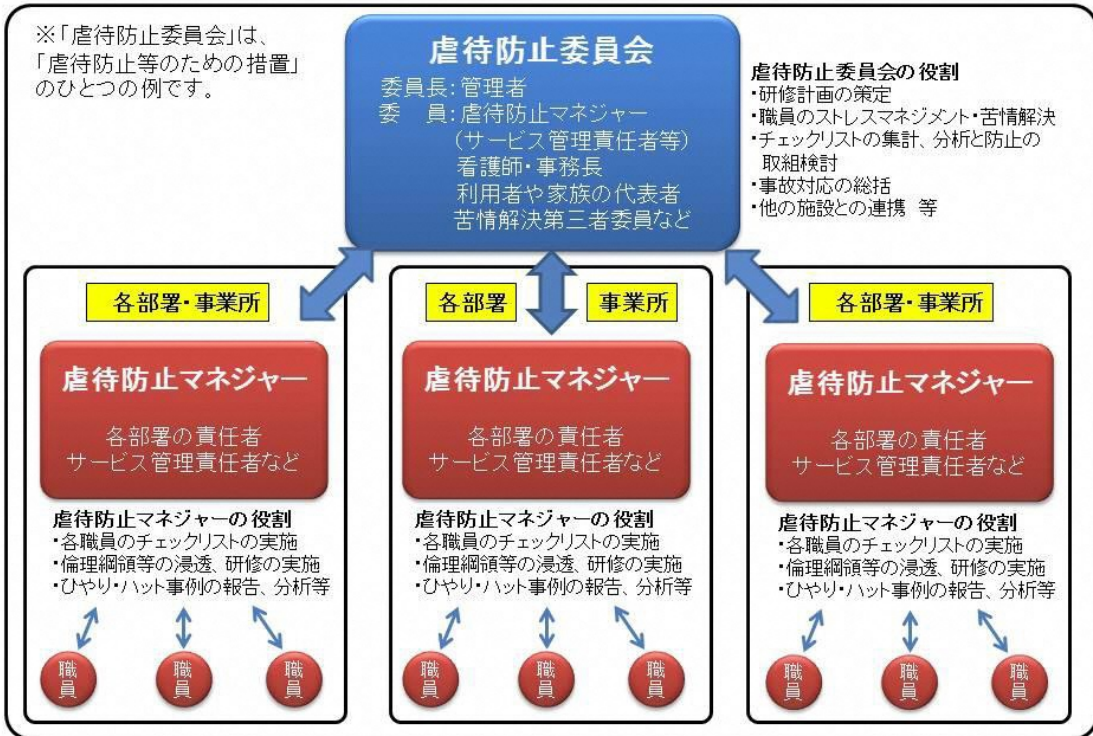 ※「虐待防止委員会」は、
「虐待防止等のための措置」
のひとつの例です。
虐待防止委員会
委員長：管理者
委　員：虐待防止マネジャー
（サービス管理責任者等）
看護師・事務長
利用者や家族の代表者
苦情解決第三者委員など
虐待防止委員会の役割
・研修計画の策定
・職員のストレスマネジメント・苦情解決
・チェックリストの集計、分析と防止の
取組検討
・事故対応の総括
・他の施設との連携　等
各部署・事業所
虐待防止マネジャー
各部署の責任者
サービス管理責任者など
虐待防止マネジャーの役割
・各職員のチェックリストの実施
・倫理綱領等の浸透、研修の実施
・ひやり・ハット事例の報告、分析等
職員
職員
職員
各部署
事業所
虐待防止マネジャー
各部署の責任者
サービス管理責任者など
虐待防止マネジャーの役割
・各職員のチェックリストの実施
・倫理綱領等の浸透、研修の実施
・ひやり・ハット事例の報告、分析等
職員
職員
職員
各部署・事業所
虐待防止マネジャー
各部署の責任者
サービス管理責任者など
虐待防止マネジャーの役割
・各職員のチェックリストの実施
・倫理綱領等の浸透、研修の実施
・ひやり・ハット事例の報告、分析等
職員
職員
職員